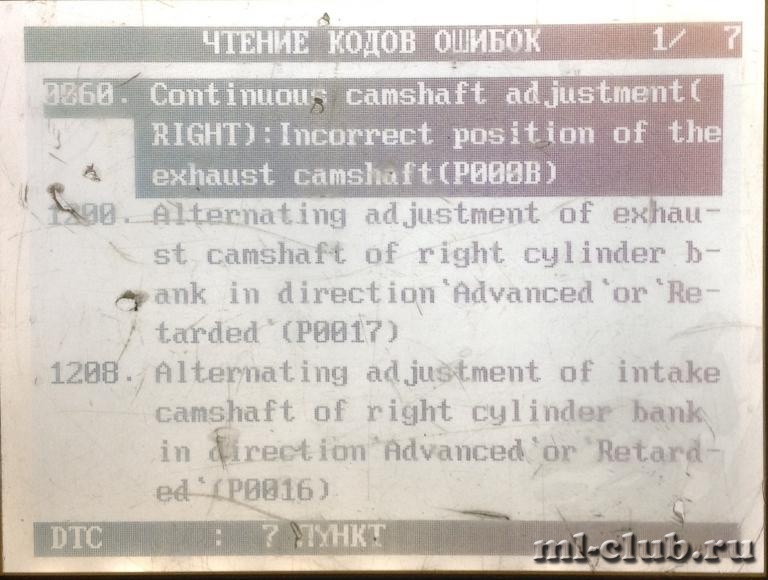 ЧТЕНИЕ КОДОВ ОШИБОК 1/ 7
0060. Continuous camshaft adjustment(
RIGHT):Incorrect position of the
exhaust camshaft(P000B)
1200. Alternating adjustment of exhau-
st camshaft of right cylinder b-
ank in direction`Advanced`or`Re-
tarded`(P0017)
1208. Alternating adjustment of intake
camshaft of right cylinder bank
in direction`Advanced`or`Retard-
ed`(P0016)
DTC : 7 ПУНКТ
ml-club.ru